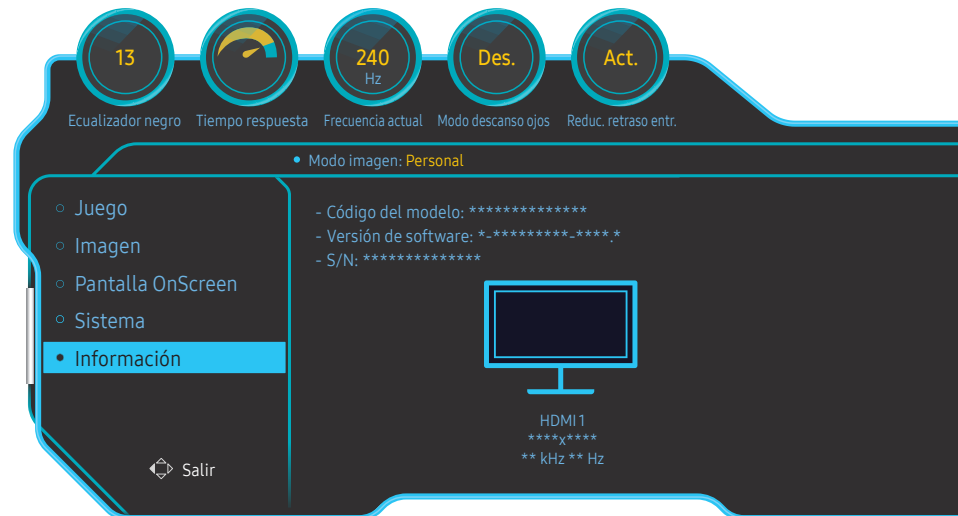 13
240
Hz
Des.
Act.
Ecualizador negro
Tiempo respuesta
Frecuencia actual
Modo descanso ojos
Reduc. retraso entr.
Modo imagen: Personal
Juego
Imagen
Pantalla OnScreen
Sistema
Información
Salir
- Código del modelo: **************
- Versión de software: *-*********-****.*
- S/N: **************
HDMI 1
****x****
** kHz ** Hz